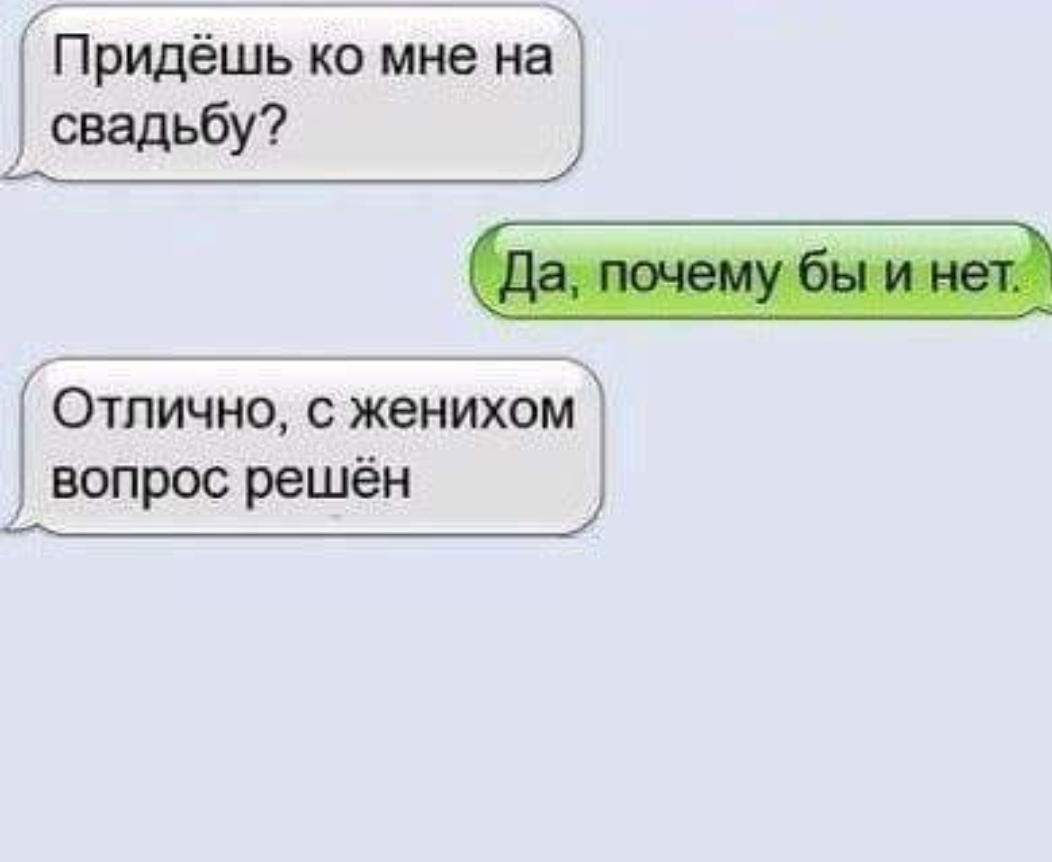 Придёшь ко мне на
свадьбу?
Да, почему бы и нет.
Отлично, с женихом
вопрос решён